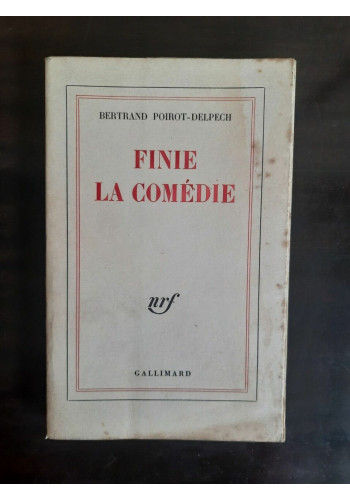 BERTRAND POIROT-DELPECH
FINIE
LA COMÉDIE
nrf
GALLIMARD